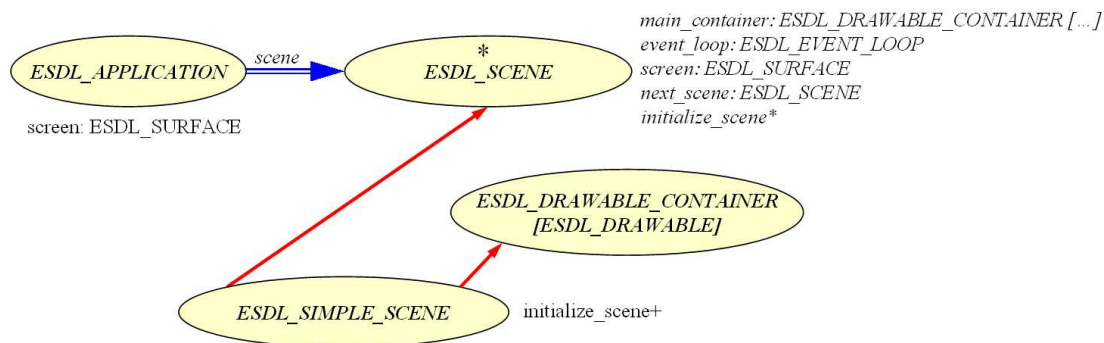 main_container: ESDL_DRAWABLE_CONTAINER [...]
event_loop: ESDL_EVENT_LOOP
screen: ESDL_SURFACE
next_scene: ESDL_SCENE
initialize_scene*
scene
*
ESDL_APPLICATION
ESDL_SCENE
screen: ESDL_SURFACE
ESDL_DRAWABLE_CONTAINER
[ESDL_DRAWABLE]
ESDL_SIMPLE_SCENE
initialize_scene+